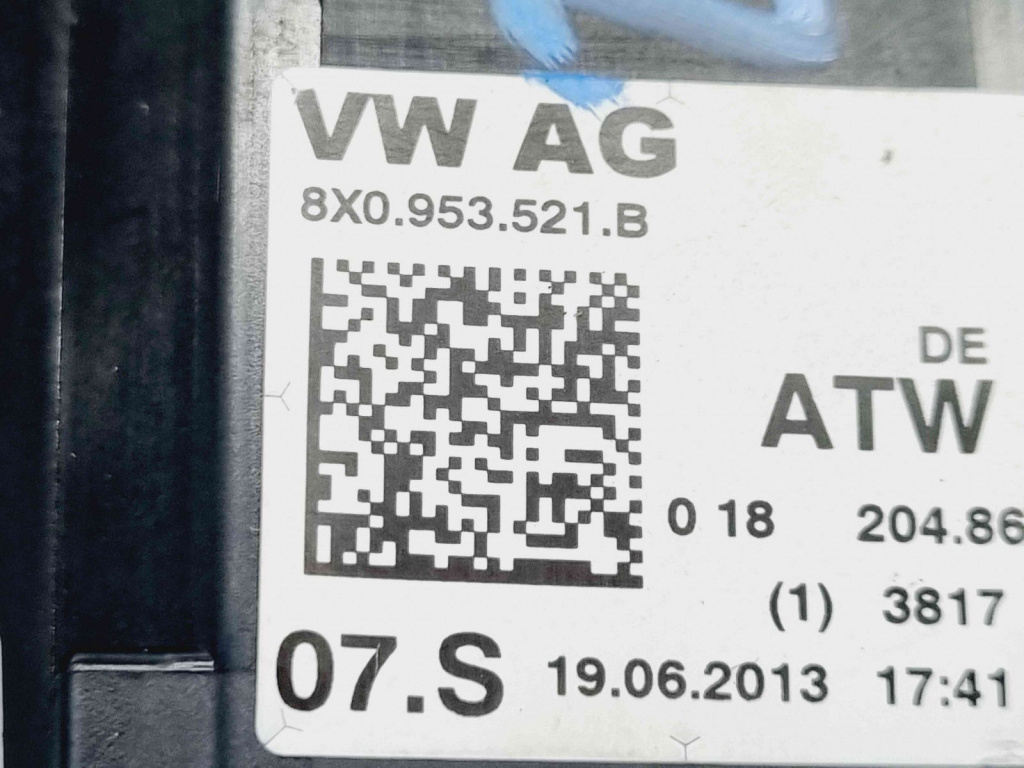 VW AG
8X0.953.521.B
DE
ATW
0 18 204.86
(1) 3817
07.S 19.06.2013 17:41